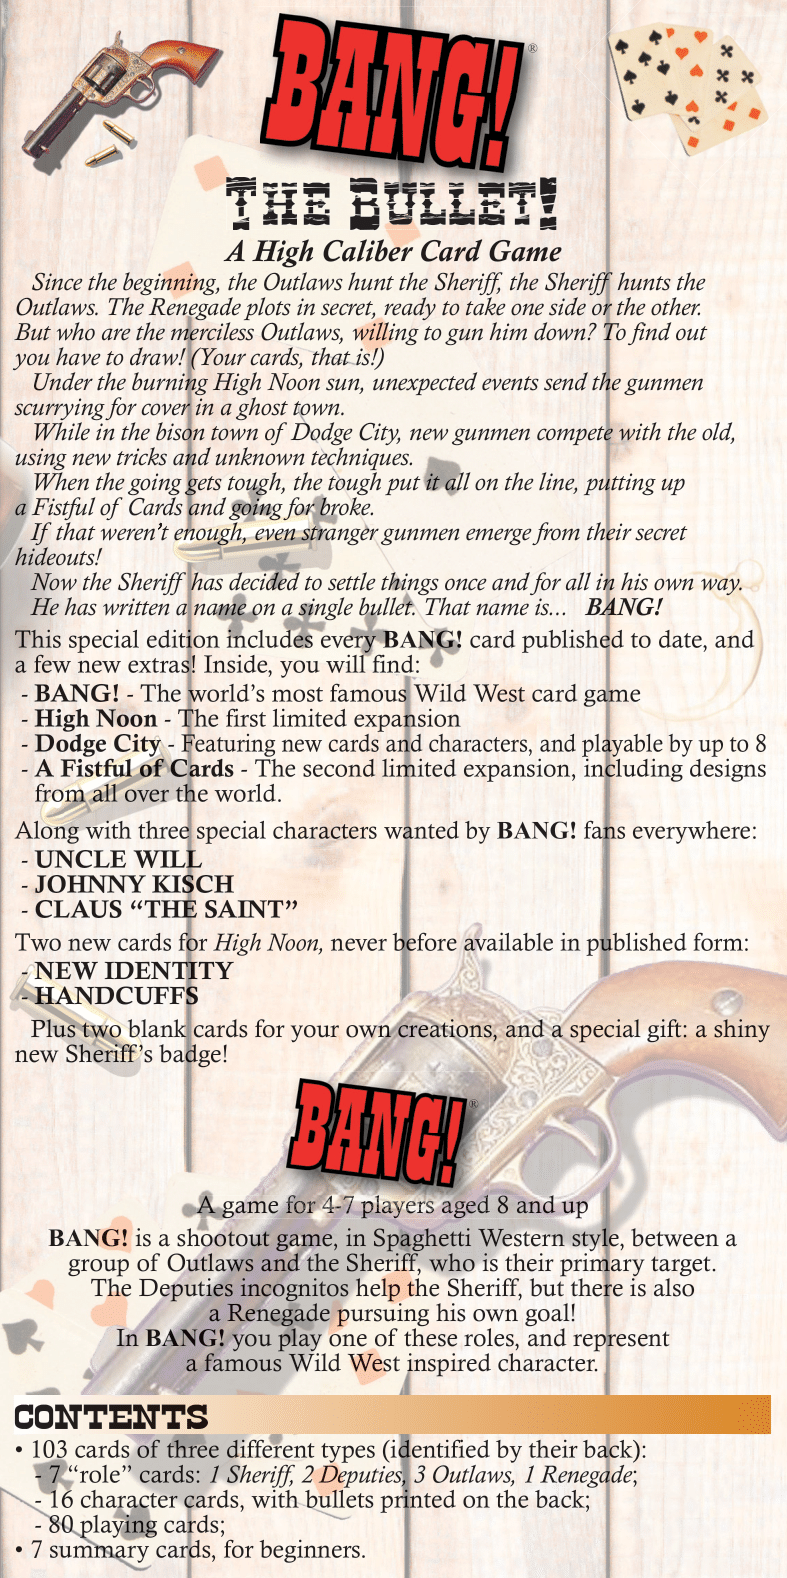 BANG!®
THE BULLET!
A High Caliber Card Game
Since the beginning, the Outlaws hunt the Sheriff, the Sheriff hunts the
Outlaws. The Renegade plots in secret, ready to take one side or the other.
But who are the merciless Outlaws, willing to gun him down? To find out
you have to draw! (Your cards, that is!)
Under the burning High Noon sun, unexpected events send the gunmen
scurrying for cover in a ghost town.
While in the bison town of Dodge City, new gunmen compete with the old,
using new tricks and unknown techniques.
When the going gets tough, the tough put it all on the line, putting up
a Fistful of Cards and going for broke.
If that weren't enough, even stranger gunmen emerge from their secret
hideouts!
Now the Sheriff has decided to settle things once and for all in his own way.
He has written a name on a single bullet. That name is... BANG!
This special edition includes every BANG! card published to date, and
a few new extras! Inside, you will find:
- BANG! - The world's most famous Wild West card game
- High Noon - The first limited expansion
- Dodge City - Featuring new cards and characters, and playable by up to 8
- A Fistful of Cards - The second limited expansion, including designs
from all over the world.
Along with three special characters wanted by BANG! fans everywhere:
- UNCLE WILL
- JOHNNY KISCH
- CLAUS “THE SAINT”
Two new cards for High Noon, never before available in published form:
- NEW IDENTITY
- HANDCUFFS
Plus two blank cards for your own creations, and a special gift: a shiny
new Sheriff's badge!
BANG!®
A game for 4-7 players aged 8 and up
BANG! is a shootout game, in Spaghetti Western style, between a
group of Outlaws and the Sheriff, who is their primary target.
The Deputies incognitos help the Sheriff, but there is also
a Renegade pursuing his own goal!
In BANG! you play one of these roles, and represent
a famous Wild West inspired character.
CONTENTS
• 103 cards of three different types (identified by their back):
- 7 “role” cards: 1 Sheriff, 2 Deputies, 3 Outlaws, 1 Renegade;
- 16 character cards, with bullets printed on the back;
- 80 playing cards;
• 7 summary cards, for beginners.